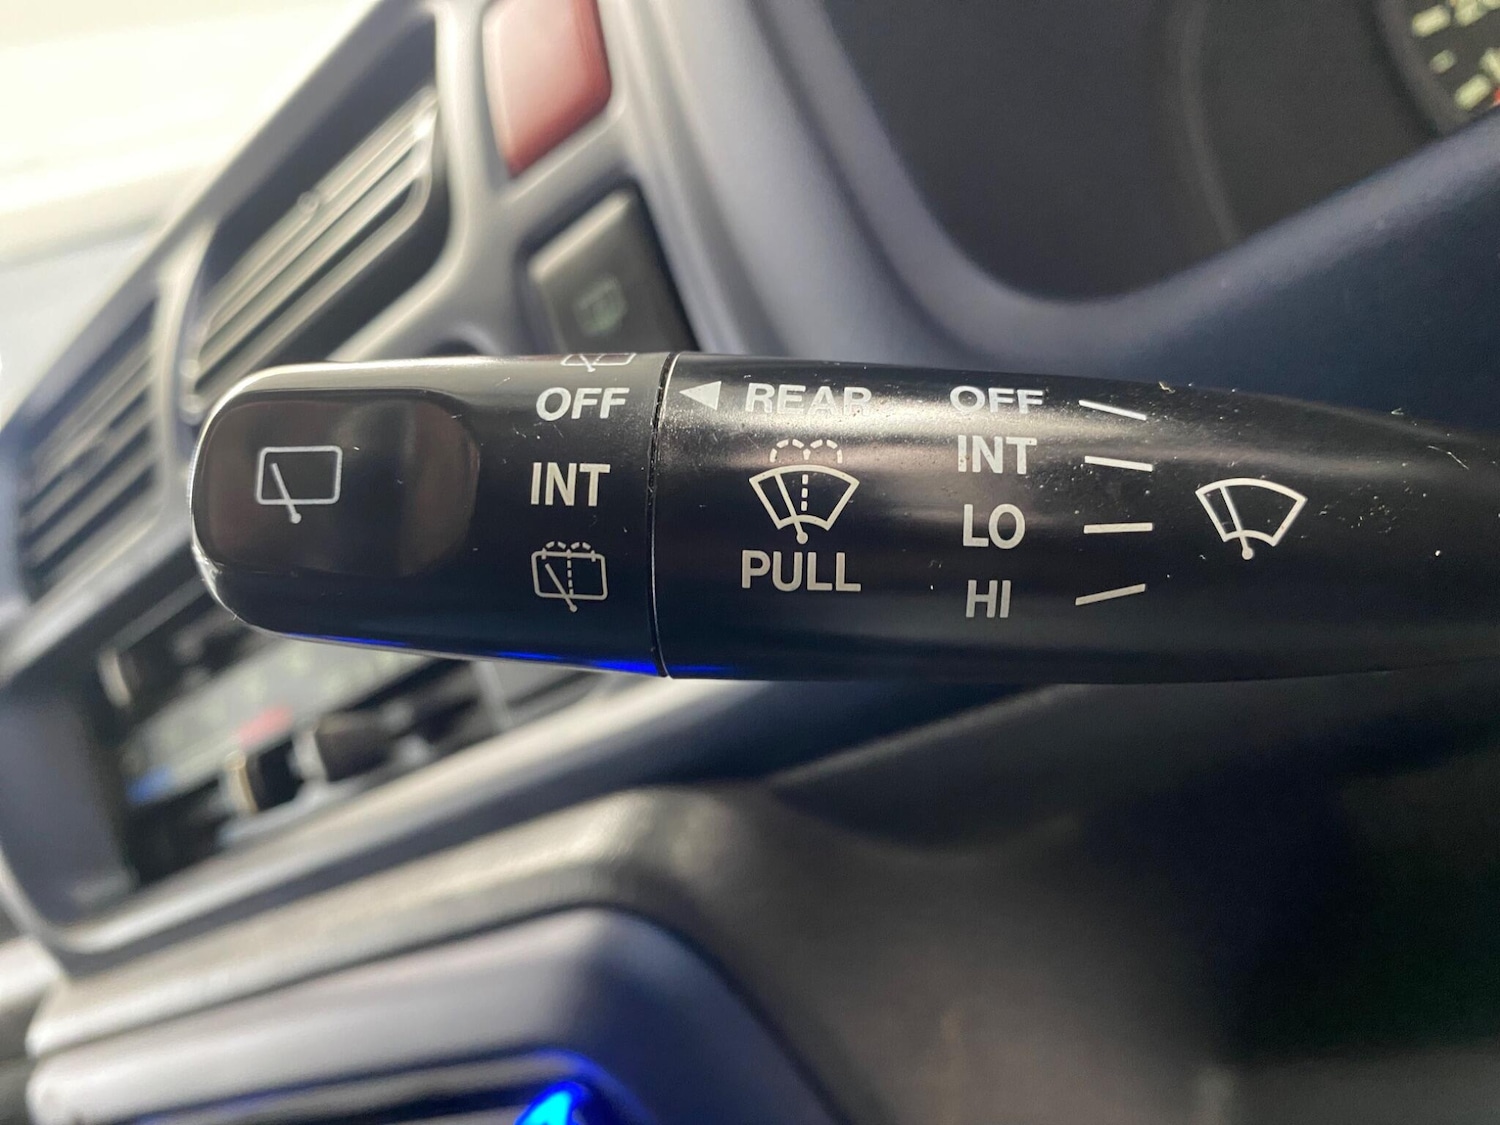 OFF
INT
REAR
PULL
OFF
INT
LO
HI